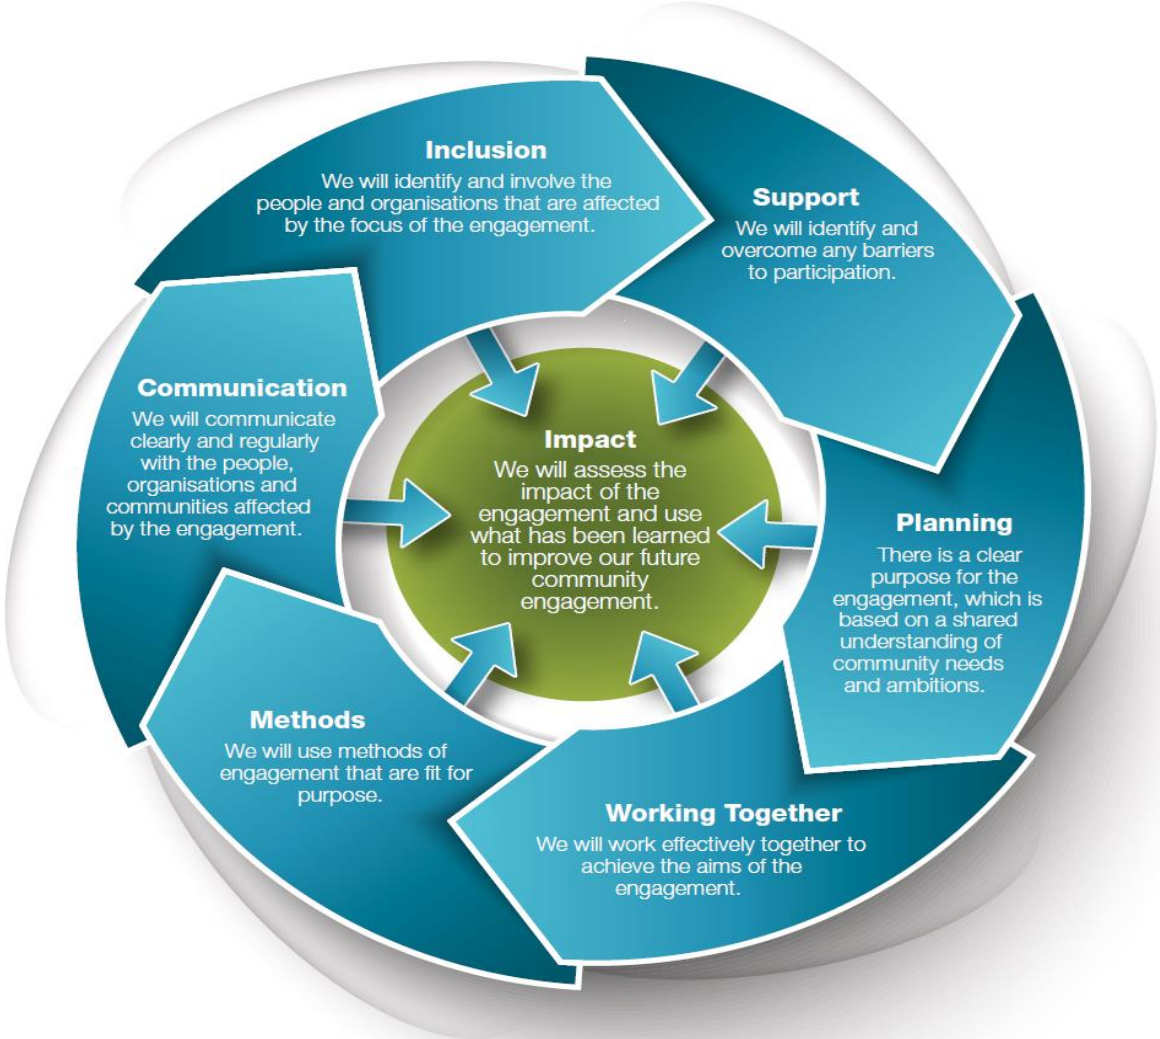 Inclusion
We will identify and involve the
people and organisations that are affected
by the focus of the engagement.
Support
We will identify and
overcome any barriers
to participation.
Planning
There is a clear
purpose for the
engagement, which is
based on a shared
understanding of
community needs
and ambitions.
Working Together
We will work effectively together to
achieve the aims of the
engagement.
Methods
We will use methods of
engagement that are fit for
purpose.
Communication
We will communicate
clearly and regularly
with the people,
organisations and
communities affected
by the engagement.
Impact
We will assess the
impact of the
engagement and use
what has been learned
to improve our future
community
engagement.